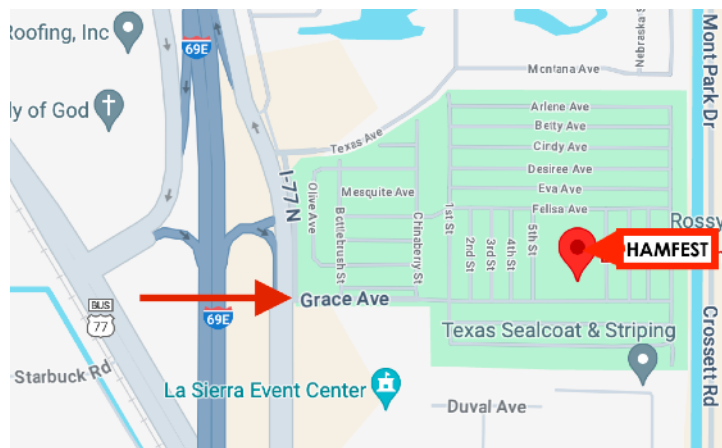 Roofing, Inc
69E
Montana Ave
Nebraska S
Mont Park Dr
dy of God
Arlene Ave
Betty Ave
Cindy Ave
Texas Ave
Desiree Ave
Eva Ave
I-77 N
Olive Ave
Mesquite Ave
Bottlebrush St
Chinaberry St
1st St
Felisa Ave
2nd St
3rd St
4th St
5th St
Rossy
HAMFEST
Grace Ave
BUS
77
69E
Texas Sealcoat & Striping
Crossett Rd
Starbuck Rd
La Sierra Event Center
Duval Ave